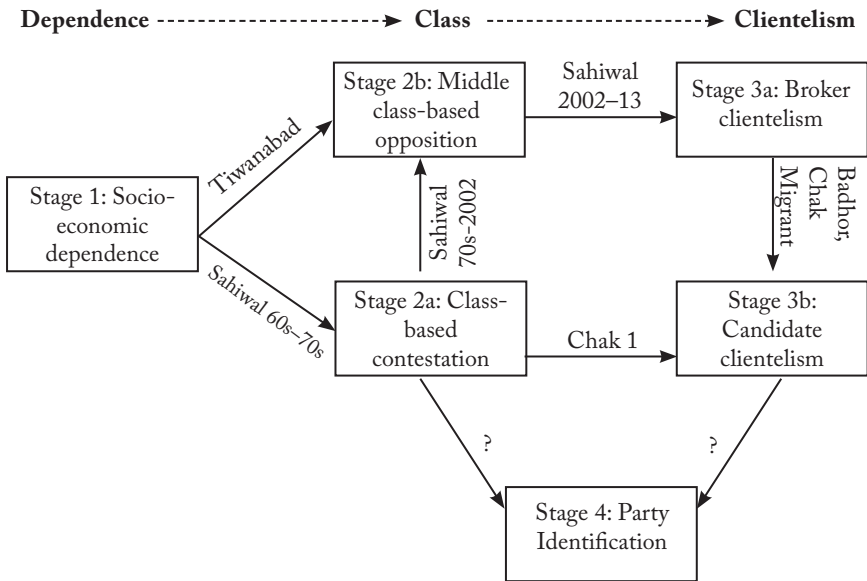 Dependence
Class
Clientelism
Stage 1: Socio-
economic
dependence
Tiwanabad
Sahiwal 60s–70s
Stage 2b: Middle
class-based
opposition
Sahiwal
2002–13
Stage 3a: Broker
clientelism
Sahiwal
70s-2002
Badhor,
Chak
Migrant
Stage 2a: Class-
based
contestation
Chak 1
Stage 3b:
Candidate
clientelism
?
?
Stage 4: Party
Identification